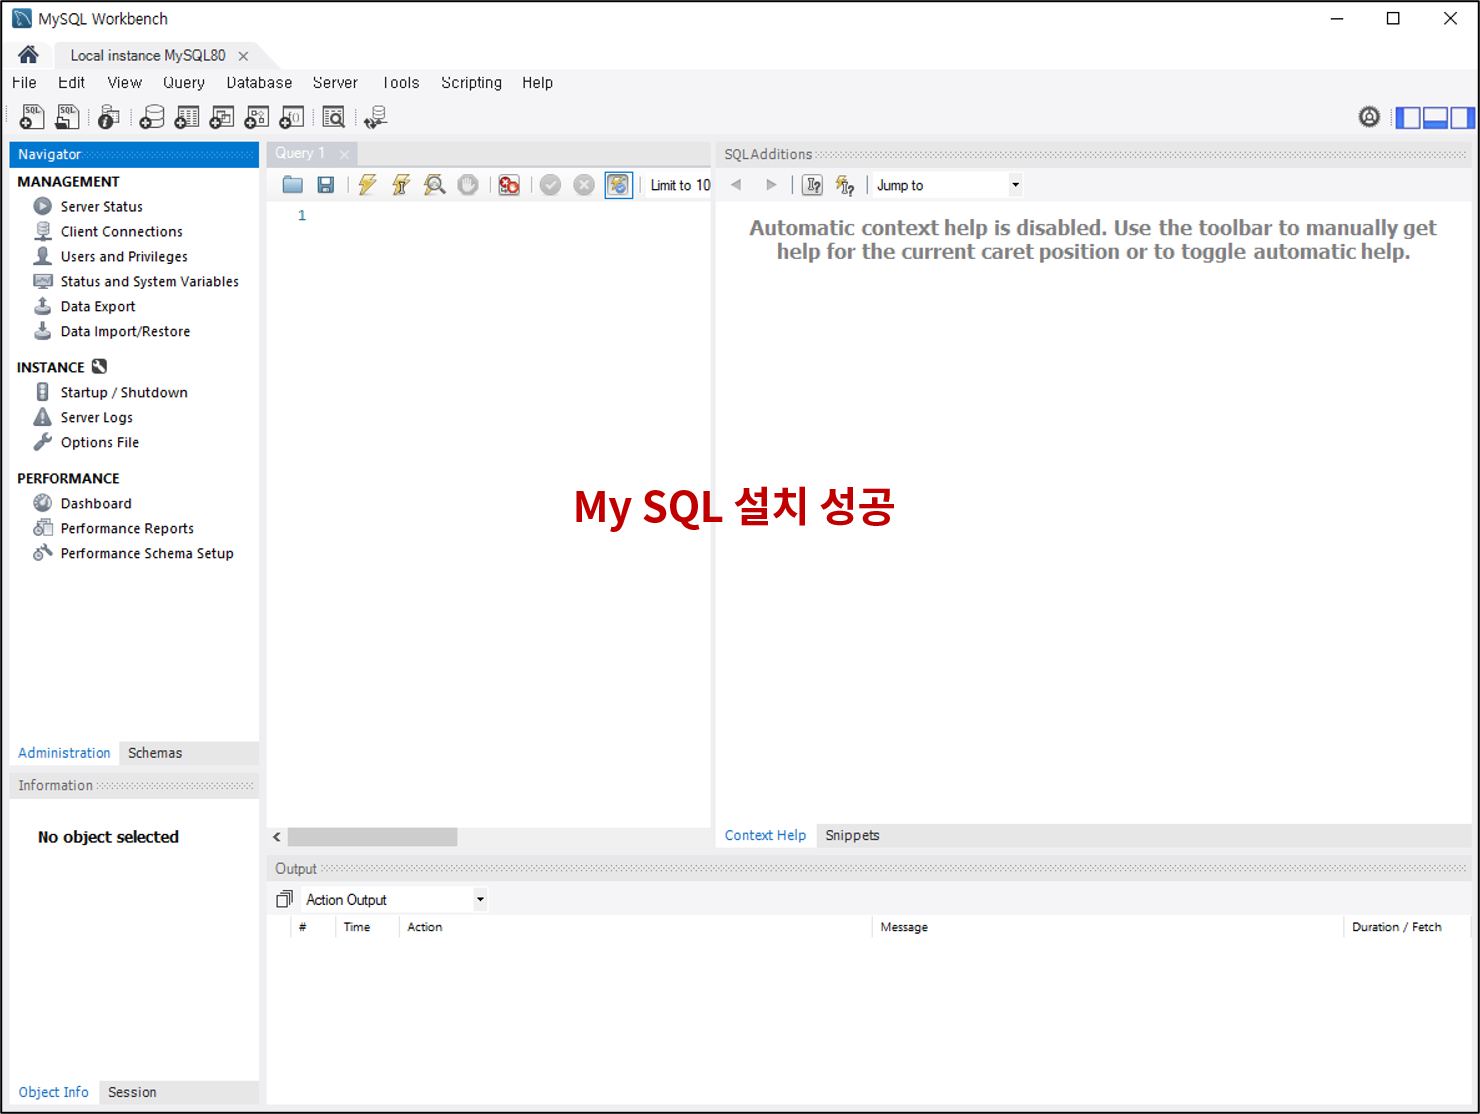 MySQL Workbench
Local instance MySQL80
File Edit View Query Database Server Tools Scripting Help
Navigator
MANAGEMENT
Server Status
Client Connections
Users and Privileges
Status and System Variables
Data Export
Data Import/Restore
INSTANCE
Startup / Shutdown
Server Logs
Options File
PERFORMANCE
Dashboard
Performance Reports
Performance Schema Setup
Administration Schemas
Information
No object selected
Object Info Session
Query 1
Limit to 10
1
SQLAdditions
Jump to
Automatic context help is disabled. Use the toolbar to manually get
help for the current caret position or to toggle automatic help.
My SQL 설치 성공
Context Help Snippets
Output
Action Output
# Time Action Message Duration / Fetch